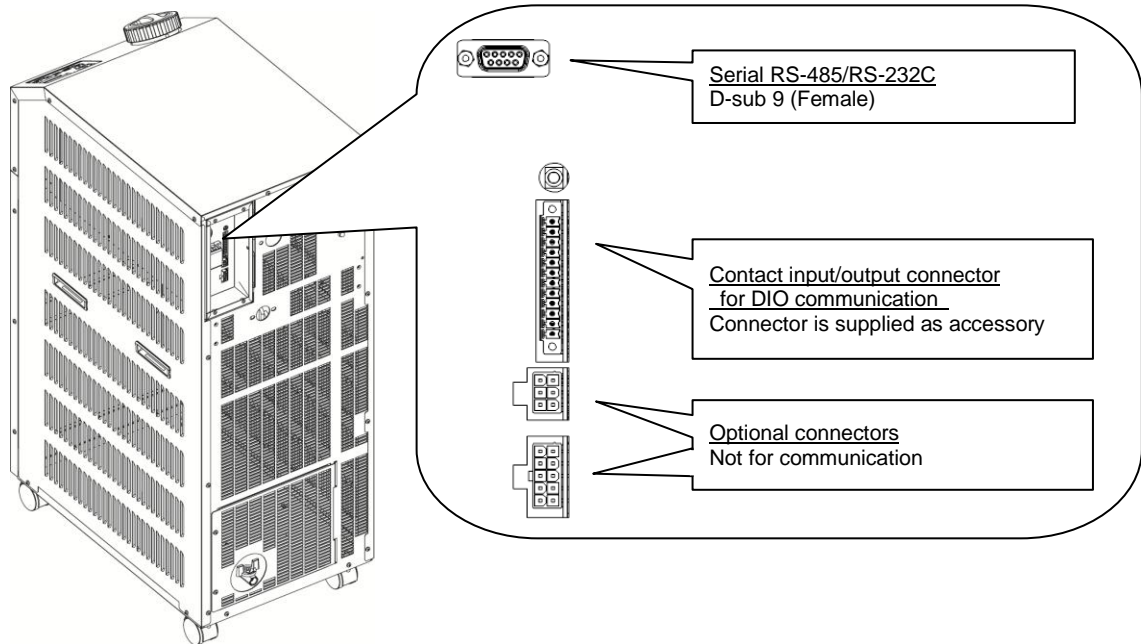 Serial RS-485/RS-232C
D-sub 9 (Female)
Contact input/output connector
for DIO communication
Connector is supplied as accessory
Optional connectors
Not for communication